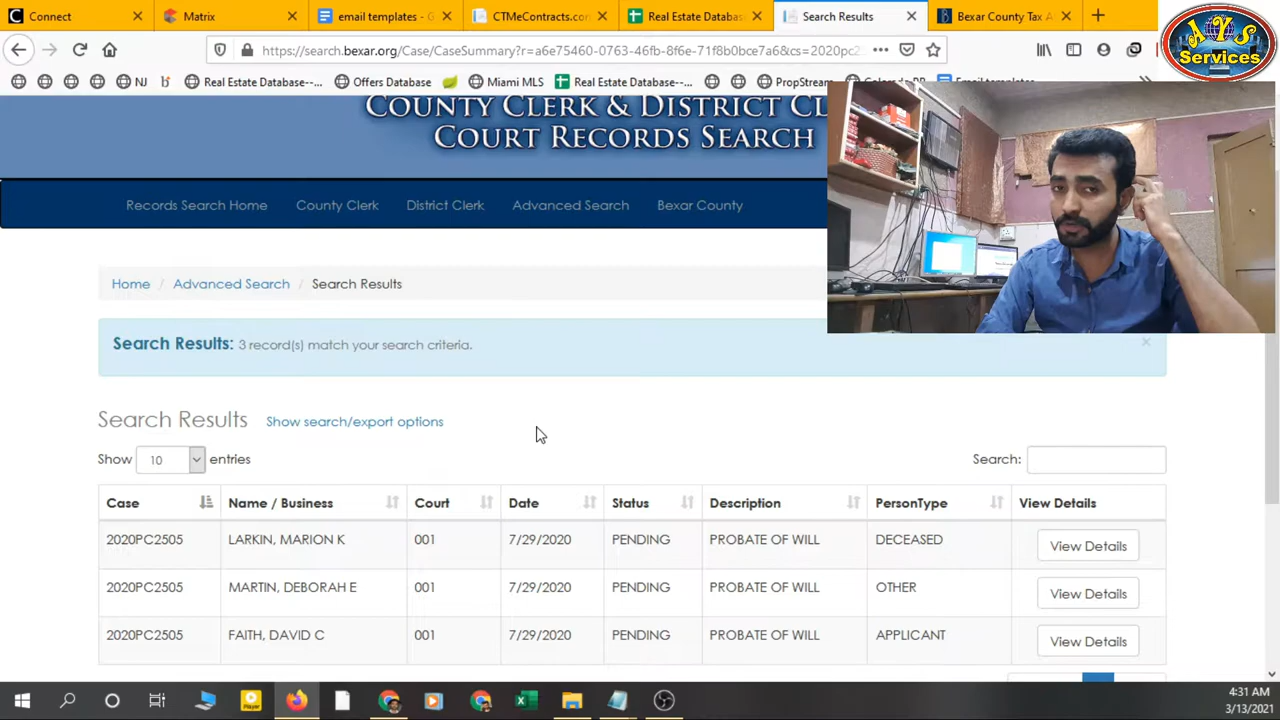 Connect
Matrix
email templates - G
CTMeContracts.co
Real Estate Databas
Search Results
Bexar County Tax A
https://search.bexar.org/Case/CaseSummary?r=a6e75460-0763-46fb-8f6e-71f8b0bce7a6&cs=2020pc2
NJ
Real Estate Database-...
Offers Database
Miami MLS
Real Estate Database-...
PropStream
Colorado PR
Email templates
AYS
Services
COUNTY CLERK & DISTRICT CL
COURT RECORDS SEARCH
Records Search Home
County Clerk
District Clerk
Advanced Search
Bexar County
Home / Advanced Search / Search Results
Search Results: 3 record(s) match your search criteria.
Search Results Show search/export options
Show 10 entries
Search:
Case Name / Business Court Date Status Description PersonType View Details
2020PC2505 LARKIN, MARION K 001 7/29/2020 PENDING PROBATE OF WILL DECEASED View Details
2020PC2505 MARTIN, DEBORAH E 001 7/29/2020 PENDING PROBATE OF WILL OTHER View Details
2020PC2505 FAITH, DAVID C 001 7/29/2020 PENDING PROBATE OF WILL APPLICANT View Details
4:31 AM
3/13/2021